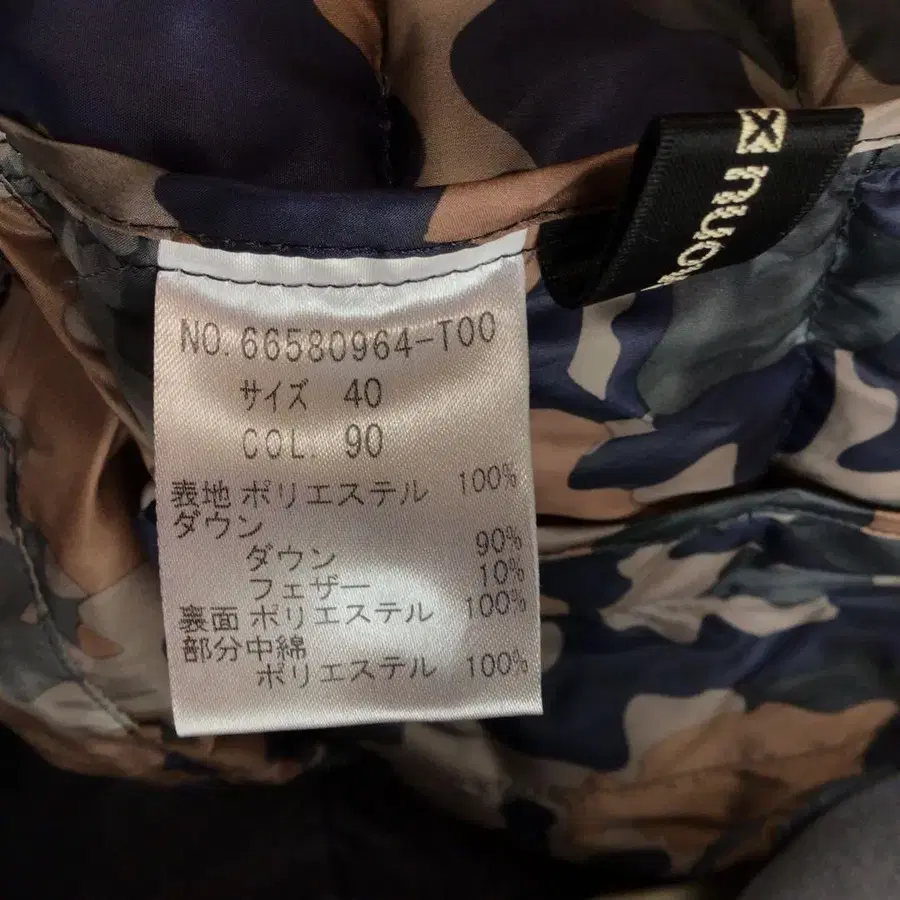 NO. 66580964-T00
サイズ 40
COL. 90
表地 ポリエステル 100%
ダウン
ダウン 90%
フェザー 10%
裏面 ポリエステル 100%
部分中綿
ポリエステル 100%